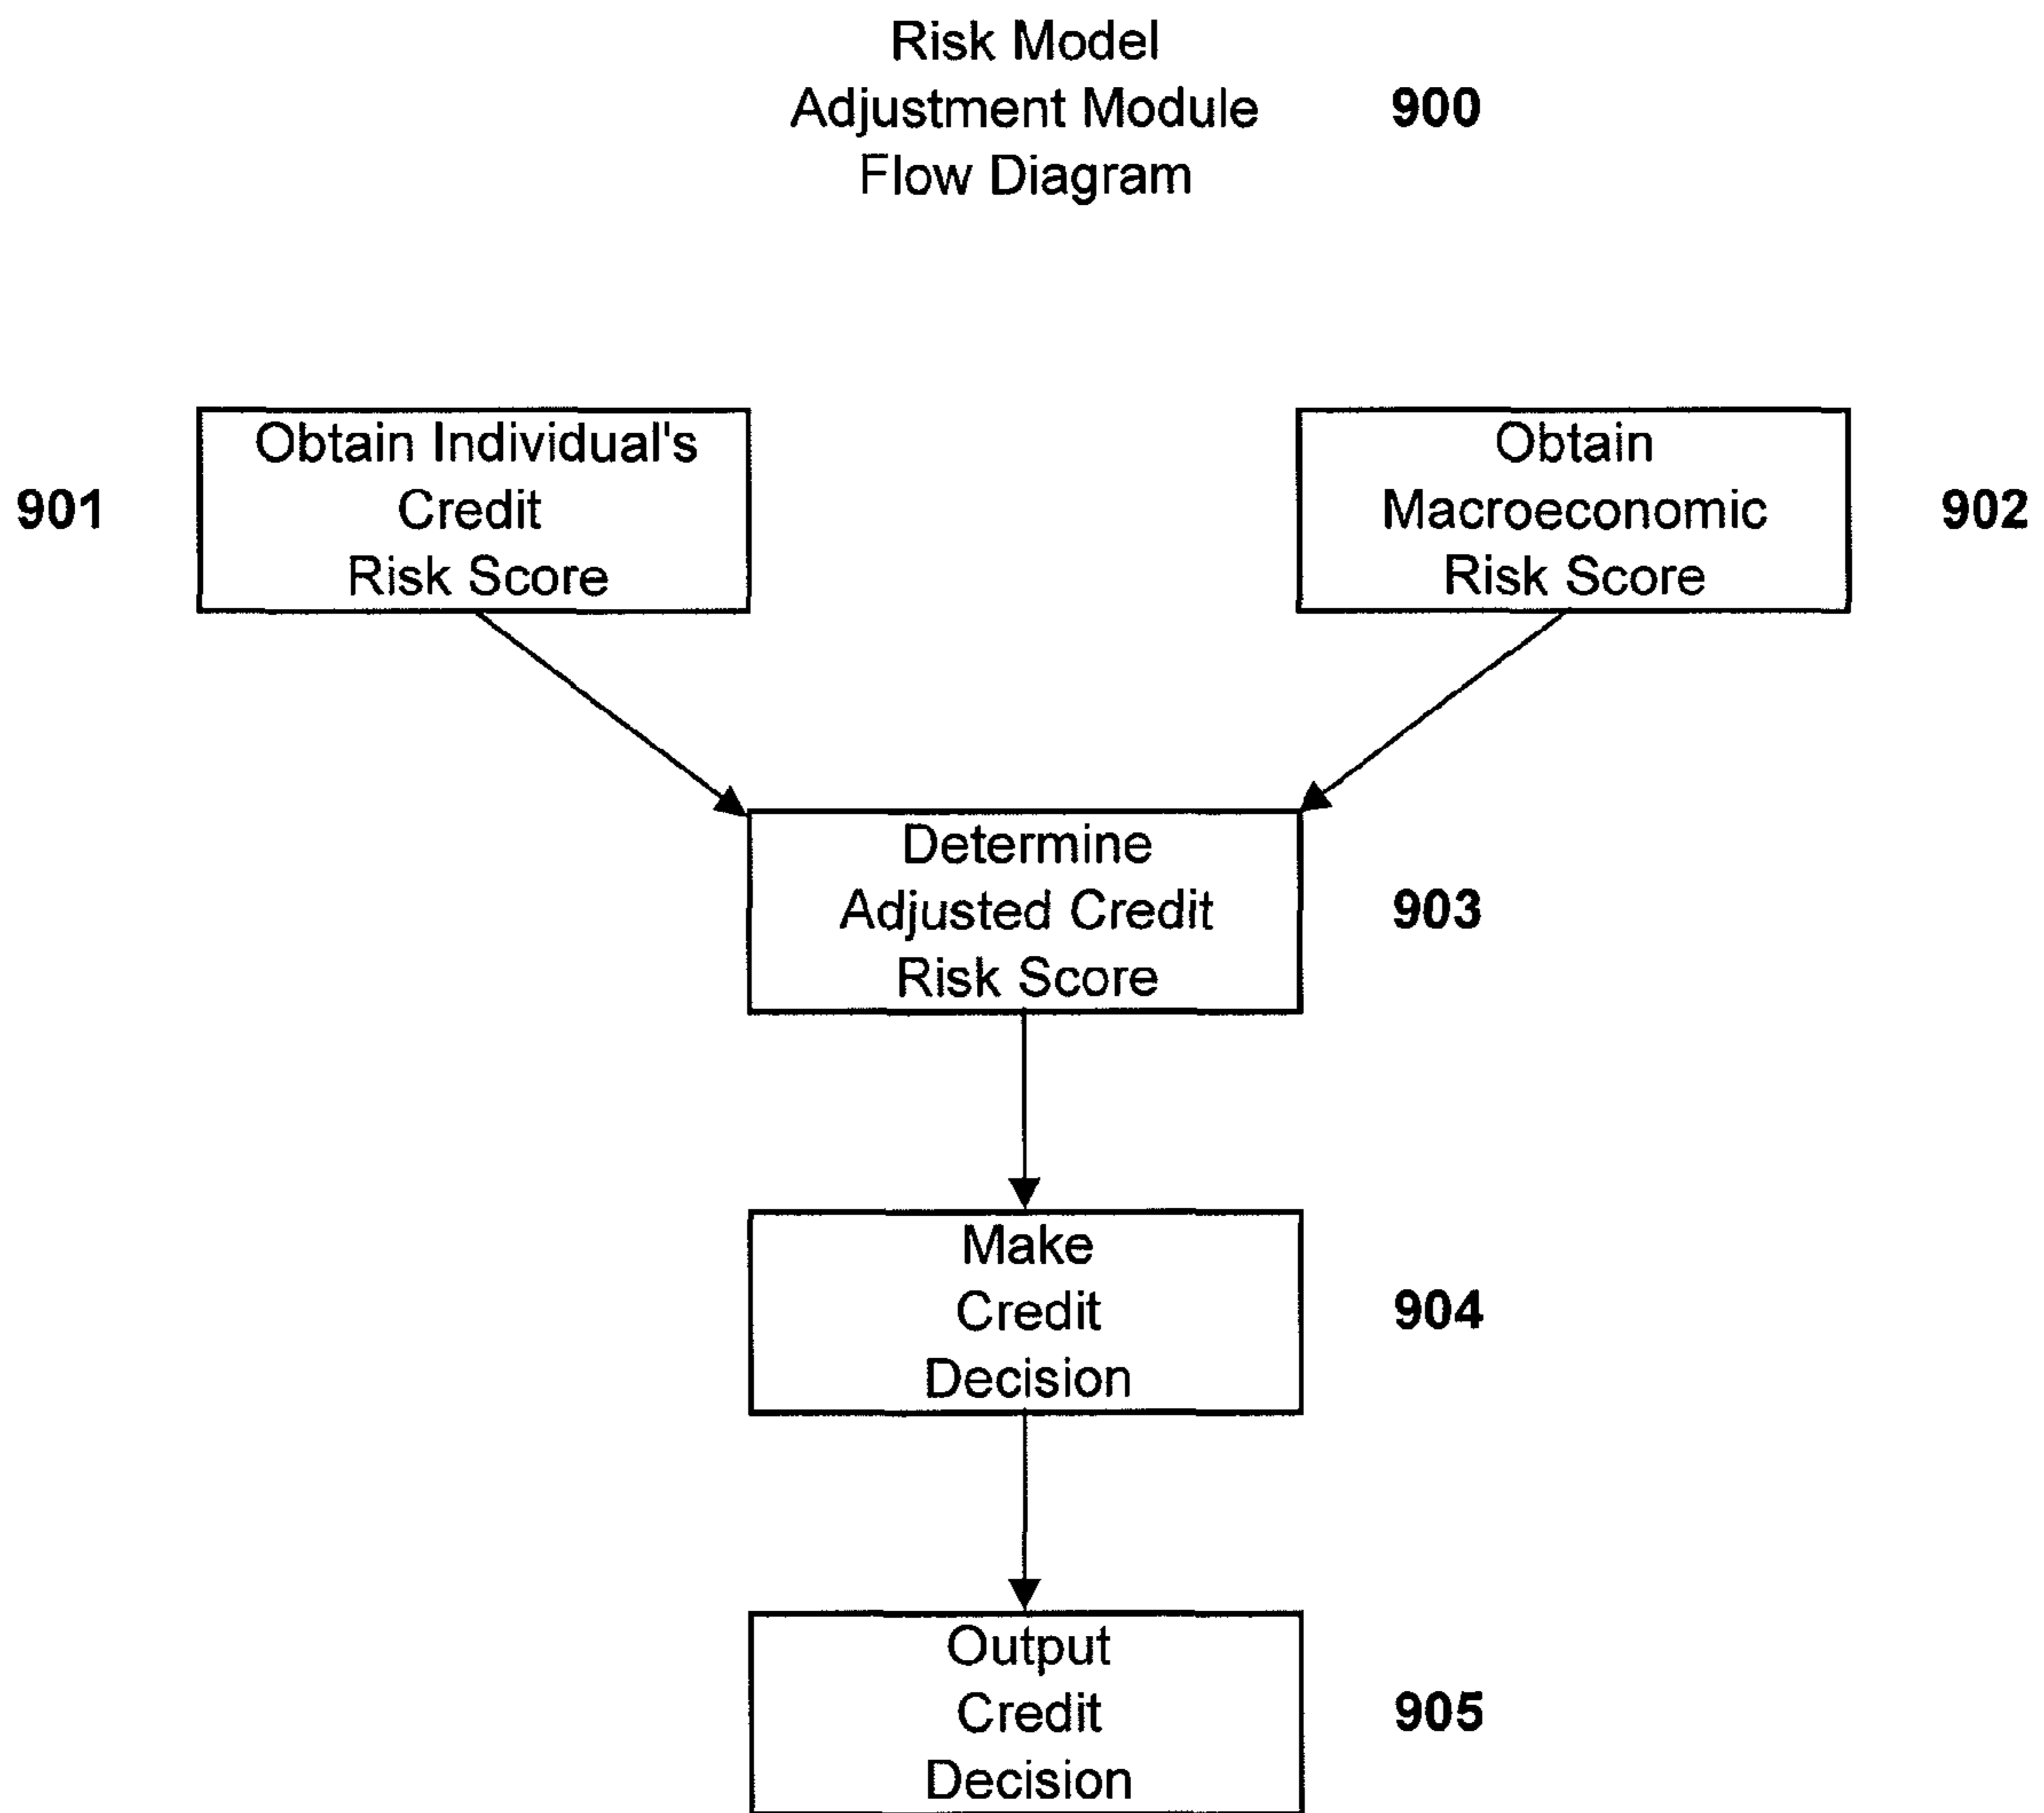 Risk Model
Adjustment Module 900
Flow Diagram
901
Obtain Individual's
Credit
Risk Score
Obtain
Macroeconomic
Risk Score
902
Determine
Adjusted Credit
Risk Score
903
Make
Credit
Decision
904
Output
Credit
Decision
905